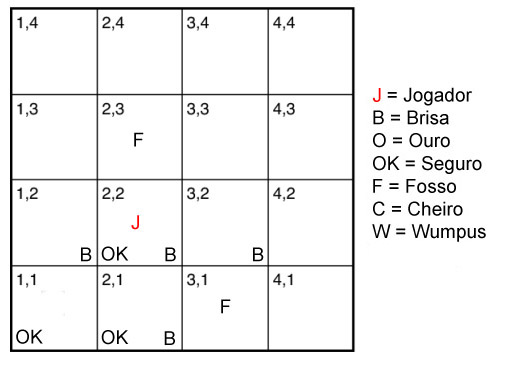 1,4 2,4 3,4 4,4
1,3 2,3 3,3 4,3
F
1,2 2,2 3,2 4,2
J
B OK B B
1,1 2,1 3,1 4,1
F
OK OK B
J = Jogador
B = Brisa
O = Ouro
OK = Seguro
F = Fosso
C = Cheiro
W = Wumpus